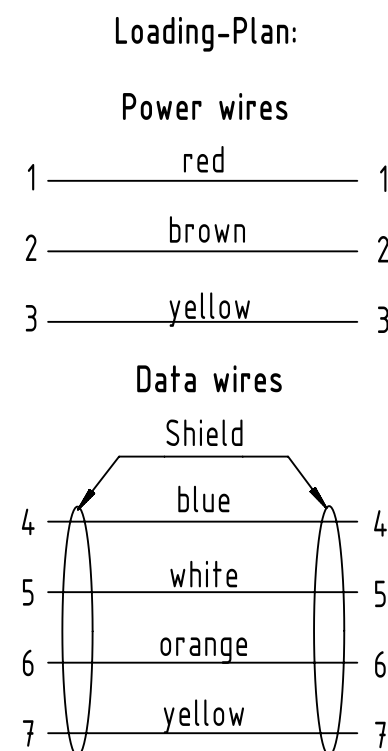 Loading-Plan:
Power wires
1 red 1
2 brown 2
3 yellow 3
Data wires
Shield
4 blue 4
5 white 5
6 orange 6
7 yellow 7